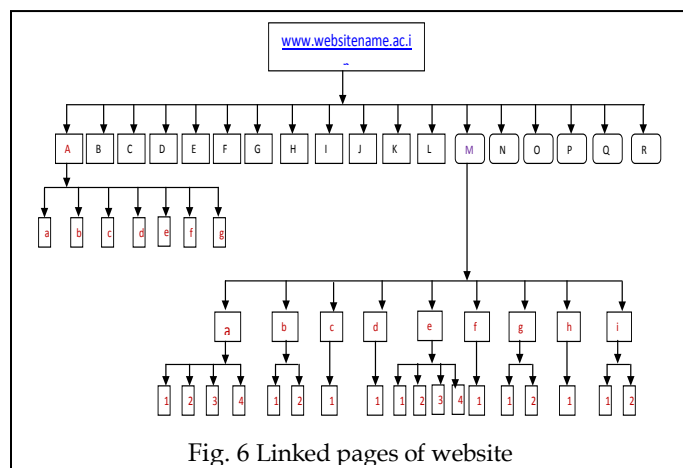 www.websitename.ac.i
A B C D E F G H I J K L M N O P Q R
a b c d e f g
a b c d e f g h i
1 2 3 4 1 2 1 1 1 2 3 4 1 1 2 1 1 2
Fig. 6 Linked pages of website